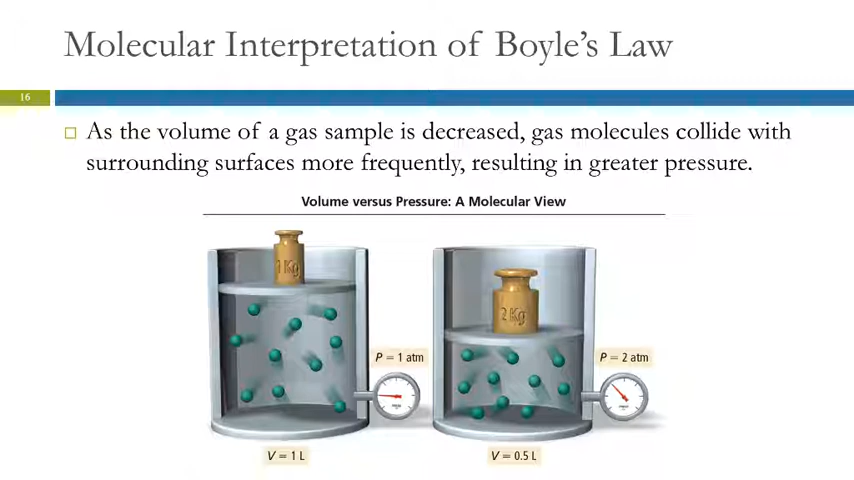 Molecular Interpretation of Boyle's Law
16
As the volume of a gas sample is decreased, gas molecules collide with
surrounding surfaces more frequently, resulting in greater pressure.
Volume versus Pressure: A Molecular View
1 Kg
2 Kg
P = 1 atm
P = 2 atm
V = 1 L
V = 0.5 L